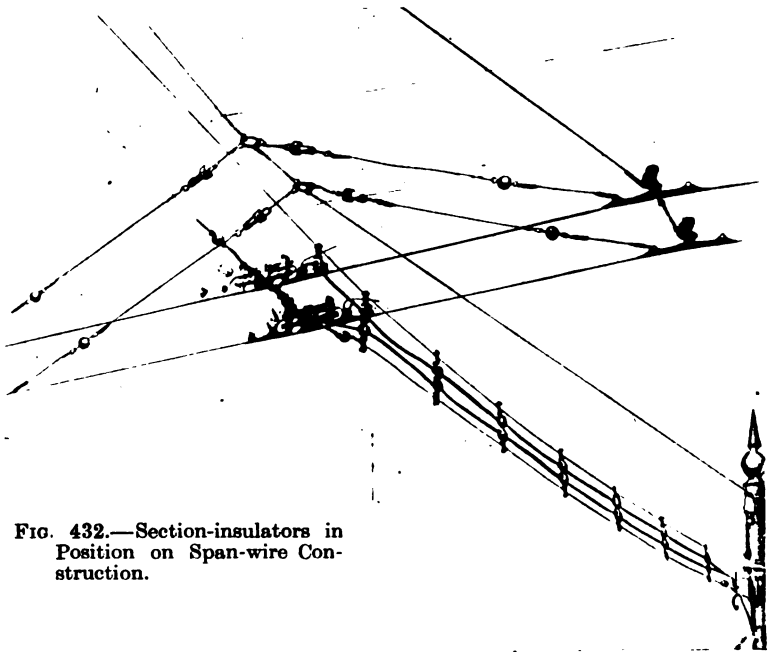 FIG. 432.—Section-insulators in
Position on Span-wire Con-
struction.